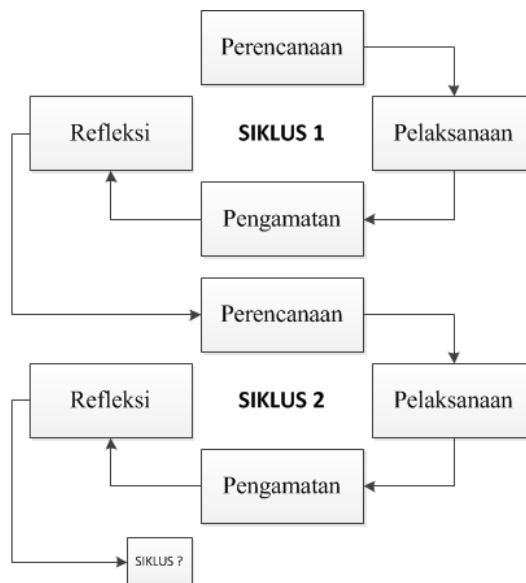 Perencanaan
Refleksi
SIKLUS 1
Pelaksanaan
Pengamatan
Perencanaan
Refleksi
SIKLUS 2
Pelaksanaan
Pengamatan
SIKLUS ?